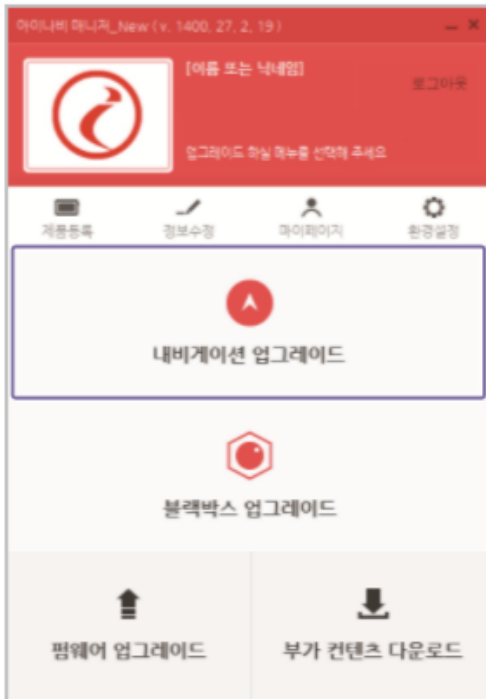 아이나비 매니저_New ( v. 1400, 27, 2, 19 )
[이름 또는 닉네임]
로그아웃
업그레이드 하실 메뉴를 선택해 주세요
제품등록 정보수정 마이페이지 환경설정
내비게이션 업그레이드
블랙박스 업그레이드
펌웨어 업그레이드 부가 컨텐츠 다운로드